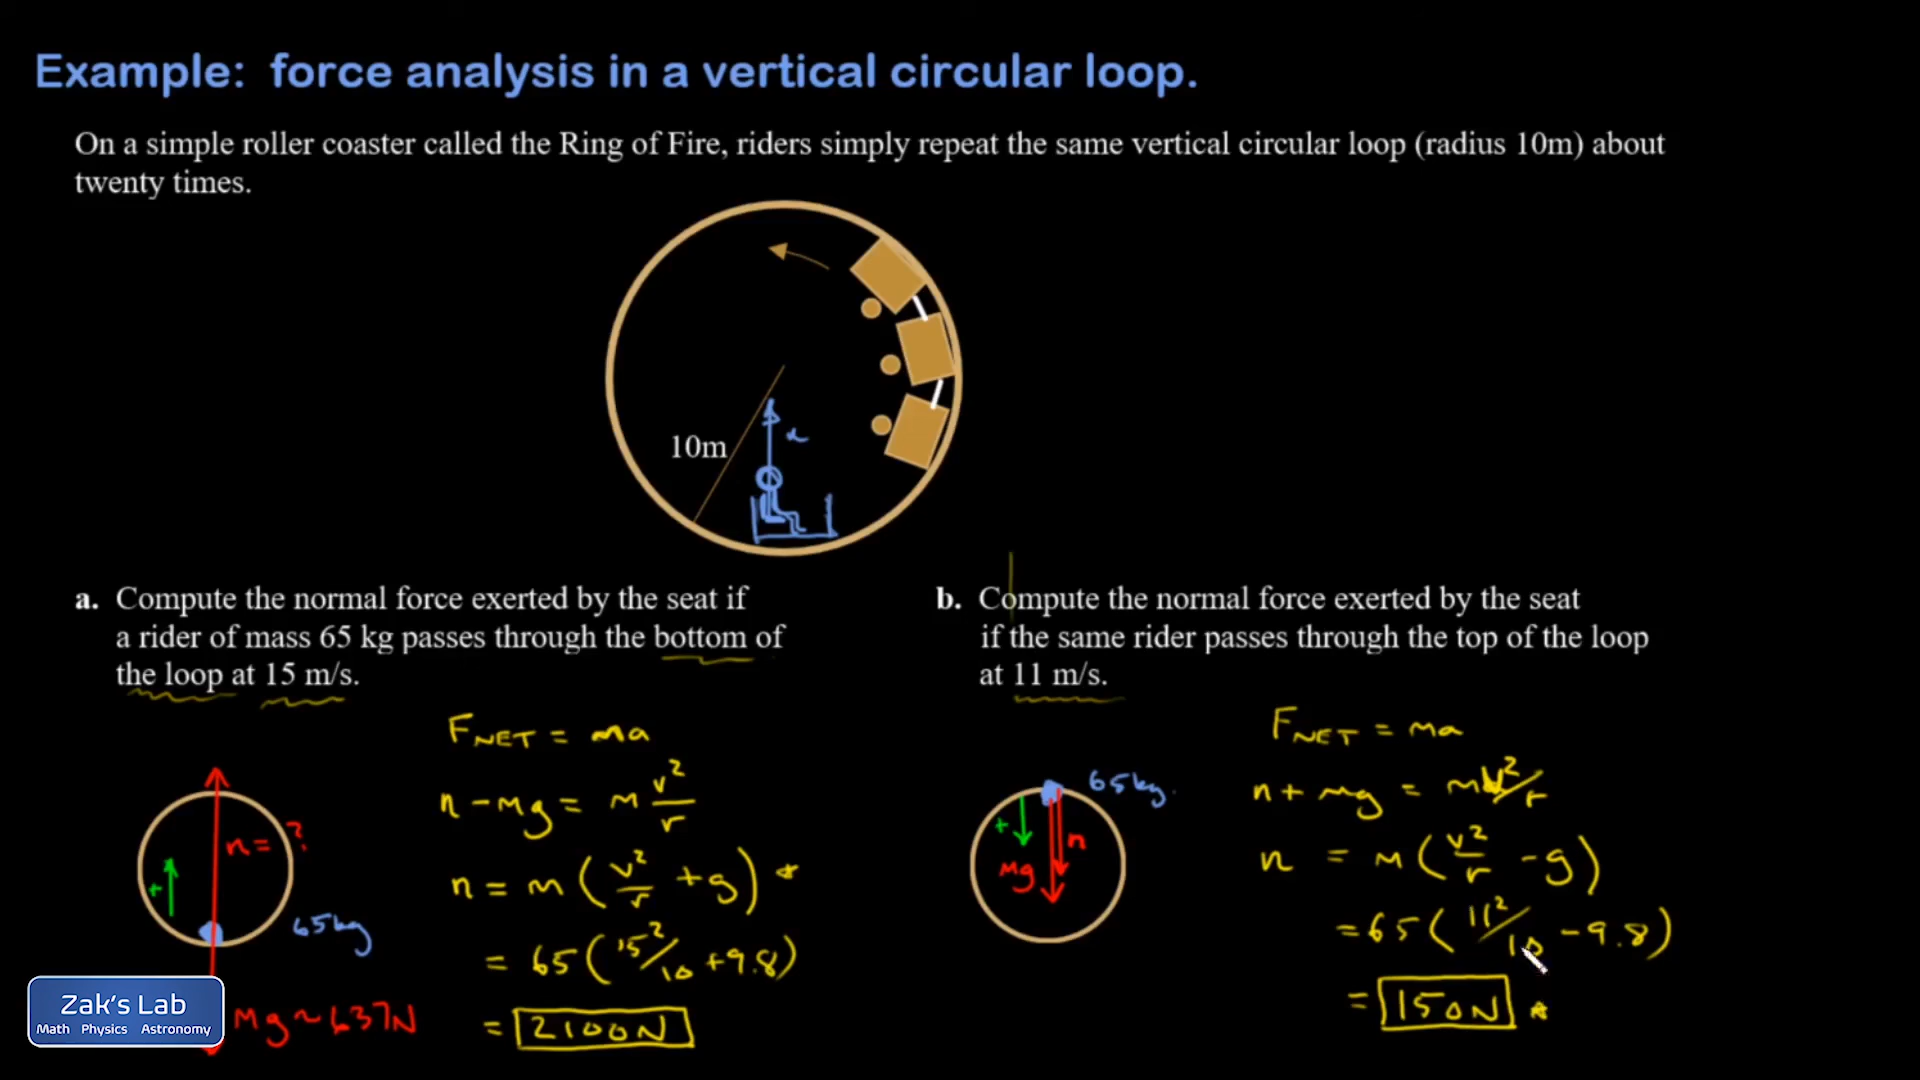 Example: force analysis in a vertical circular loop.
On a simple roller coaster called the Ring of Fire, riders simply repeat the same vertical circular loop (radius 10m) about
twenty times.
10m
a. Compute the normal force exerted by the seat if
a rider of mass 65 kg passes through the bottom of
the loop at 15 m/s.
F_NET = ma
n - mg = m v²/r
n = m ( v²/r + g ) *
= 65 ( 15²/10 + 9.8 )
= 2100N
n = ?
+
65kg
Mg ~ 637N
b. Compute the normal force exerted by the seat
if the same rider passes through the top of the loop
at 11 m/s.
F_NET = ma
n + mg = m v²/r
n = m ( v²/r - g )
= 65 ( 11²/10 - 9.8 )
= 150N *
65kg
+
n
Mg
Zak's Lab
Math Physics Astronomy